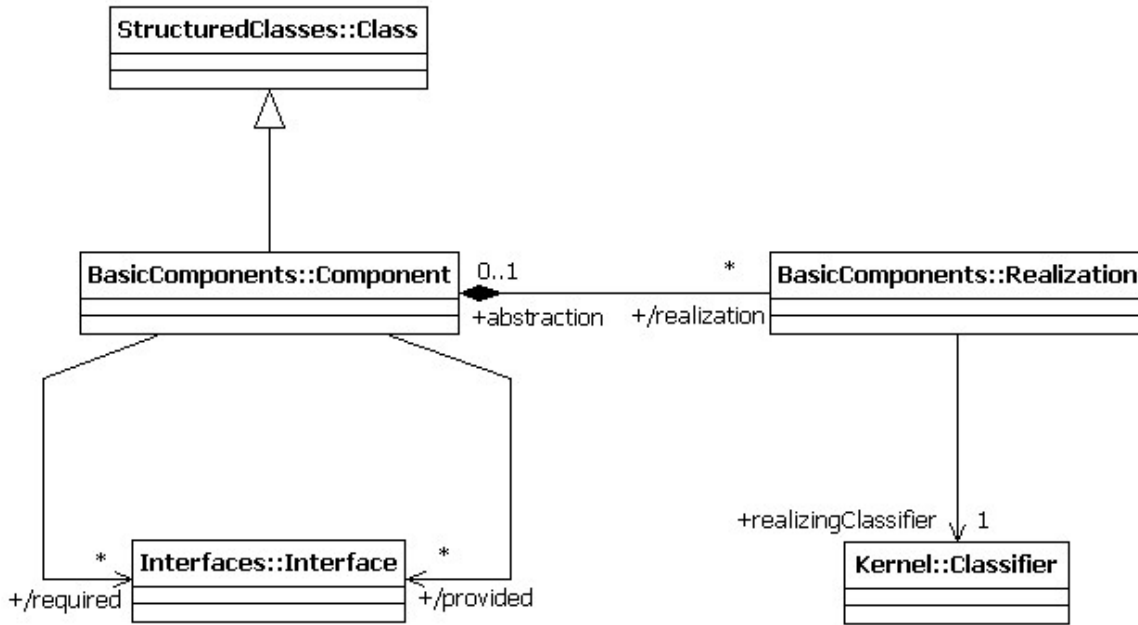 StructuredClasses::Class
BasicComponents::Component
0..1
*
BasicComponents::Realization
+abstraction
+/realization
+realizingClassifier
1
*
Interfaces::Interface
*
Kernel::Classifier
+/required
+/provided